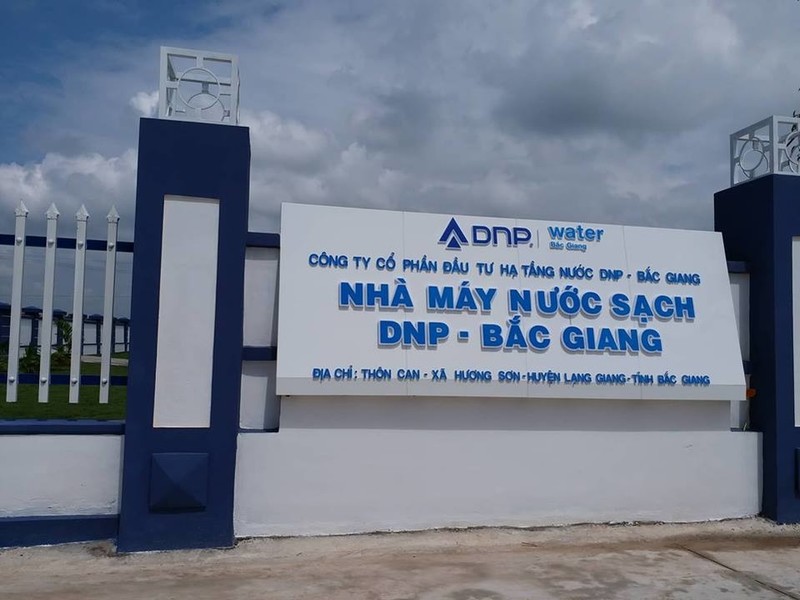 DNP water
Bắc Giang
CÔNG TY CỔ PHẦN ĐẦU TƯ HẠ TẦNG NƯỚC DNP - BẮC GIANG
NHÀ MÁY NƯỚC SẠCH
DNP - BẮC GIANG
ĐỊA CHỈ: THÔN CAN - XÃ HƯƠNG SƠN-HUYỆN LẠNG GIANG-TỈNH BẮC GIANG